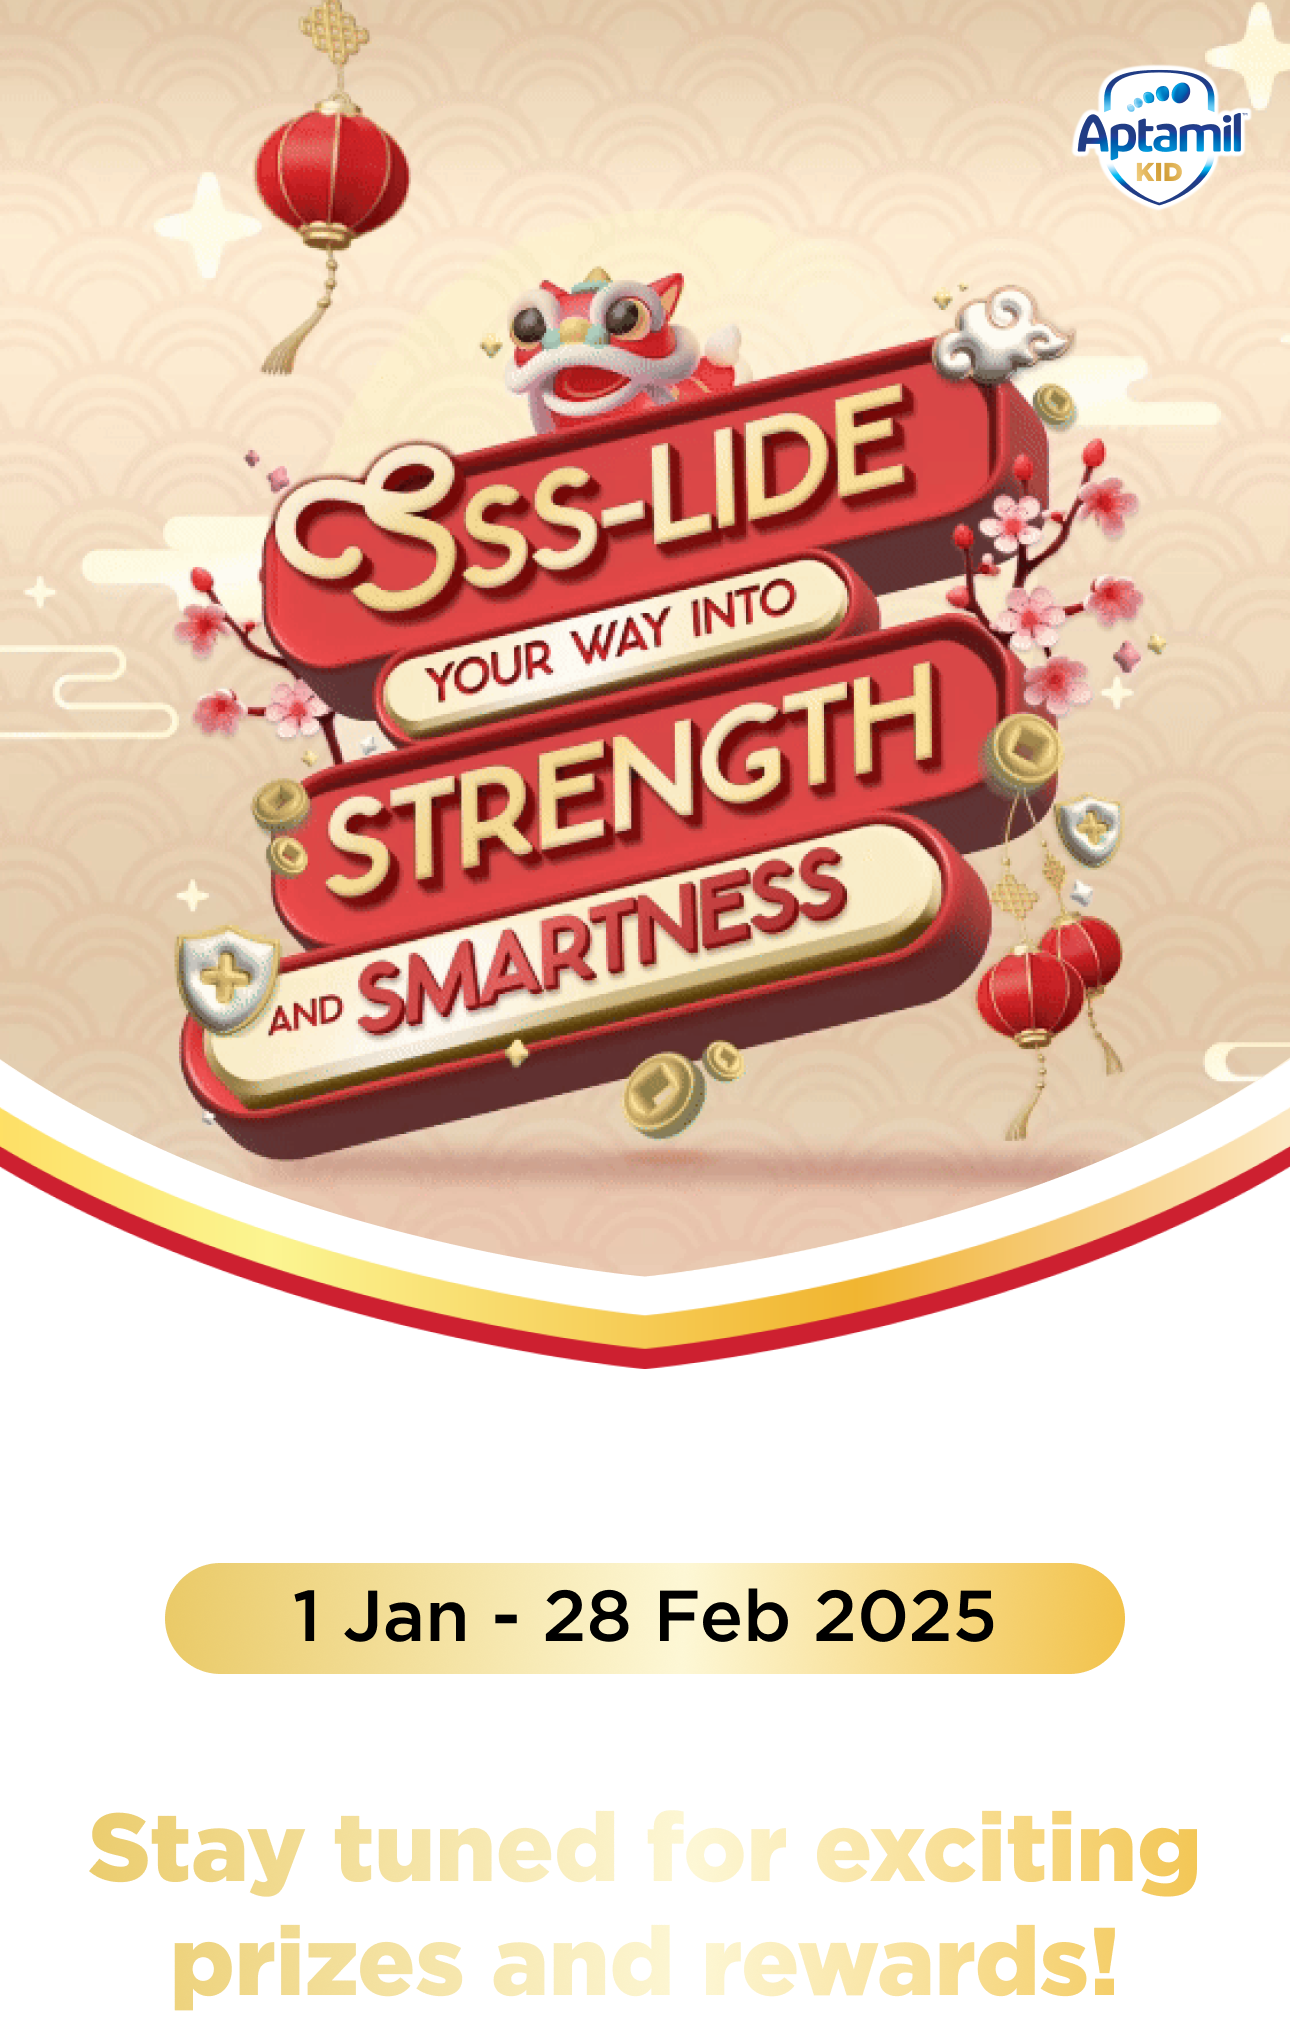 Aptamil
KID
SSS-LIDE
YOUR WAY INTO
STRENGTH
AND SMARTNESS
1 Jan - 28 Feb 2025
Stay tuned for exciting
prizes and rewards!